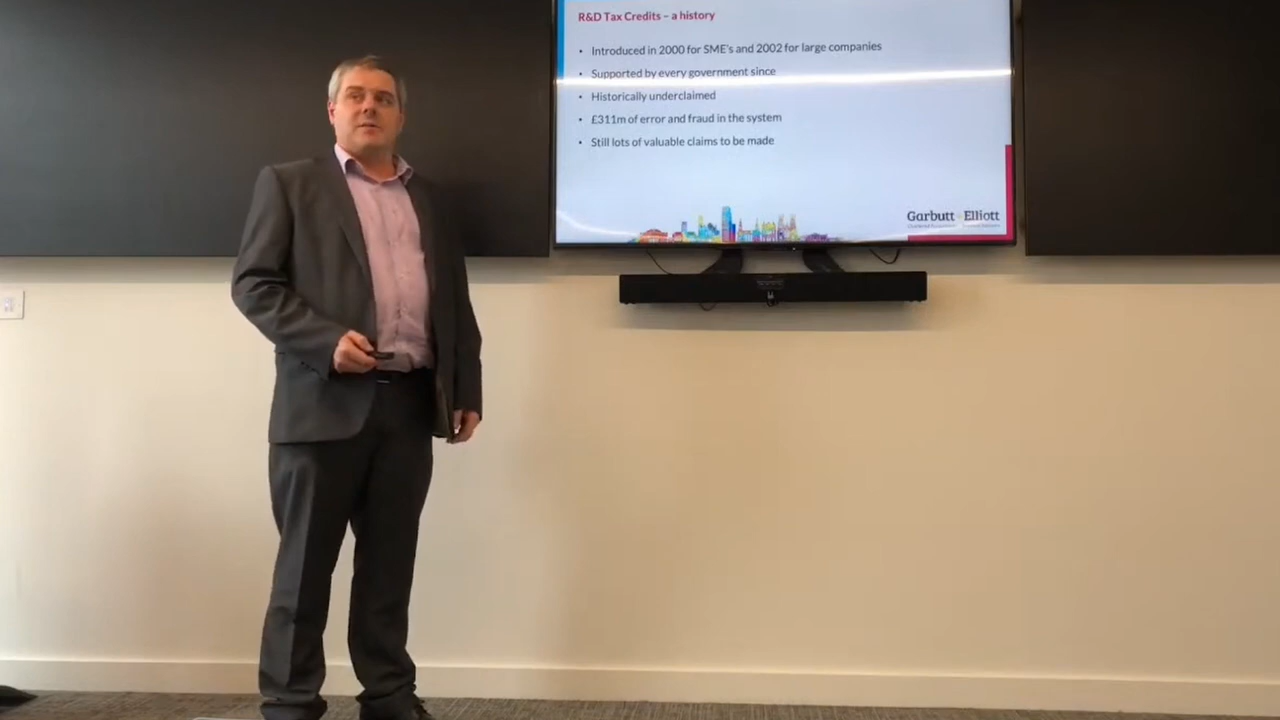 R&D Tax Credits – a history
• Introduced in 2000 for SME's and 2002 for large companies
• Supported by every government since
• Historically underclaimed
• £311m of error and fraud in the system
• Still lots of valuable claims to be made
Garbutt + Elliott